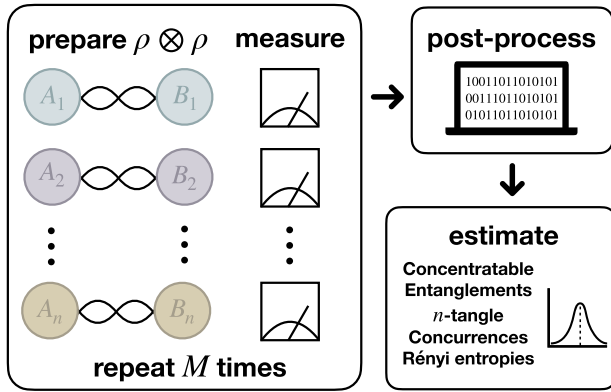 prepare ρ ⊗ ρ measure
A₁ B₁
A₂ B₂
Aₙ Bₙ
repeat M times
post-process
10011011010101
00111011010101
01011011010101
estimate
Concentratable
Entanglements
n-tangle
Concurrences
Rényi entropies